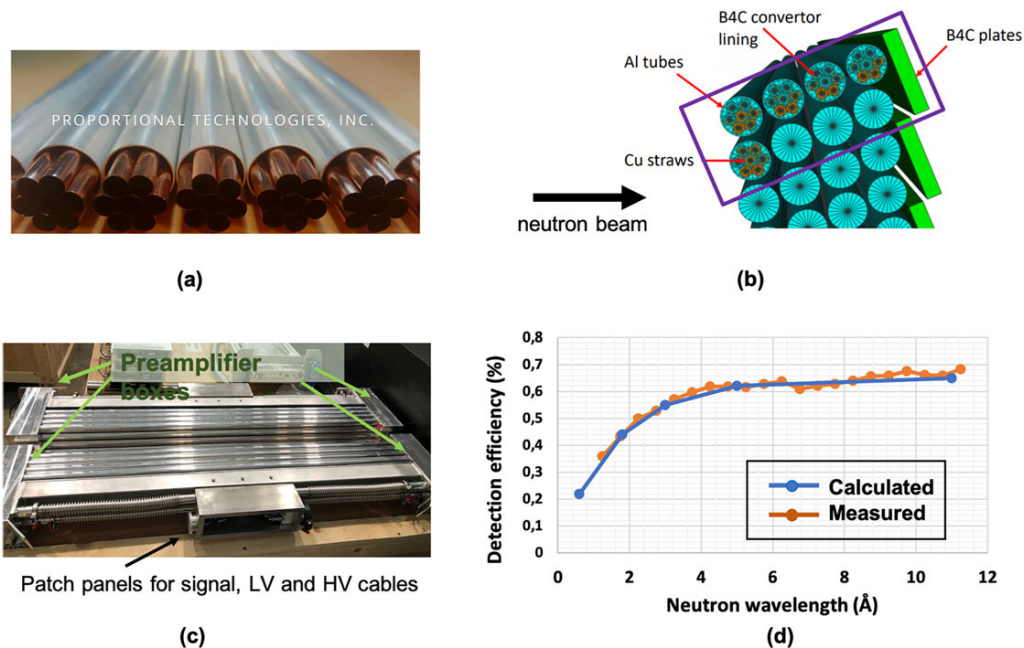 PROPORTIONAL TECHNOLOGIES, INC.
(a)
B4C convertor
lining
B4C plates
Al tubes
Cu straws
neutron beam
(b)
Preamplifier
boxes
Patch panels for signal, LV and HV cables
(c)
Detection efficiency (%)
0,8
0,7
0,6
0,5
0,4
0,3
0,2
0,1
0
Calculated
Measured
0 2 4 6 8 10 12
Neutron wavelength (Å)
(d)